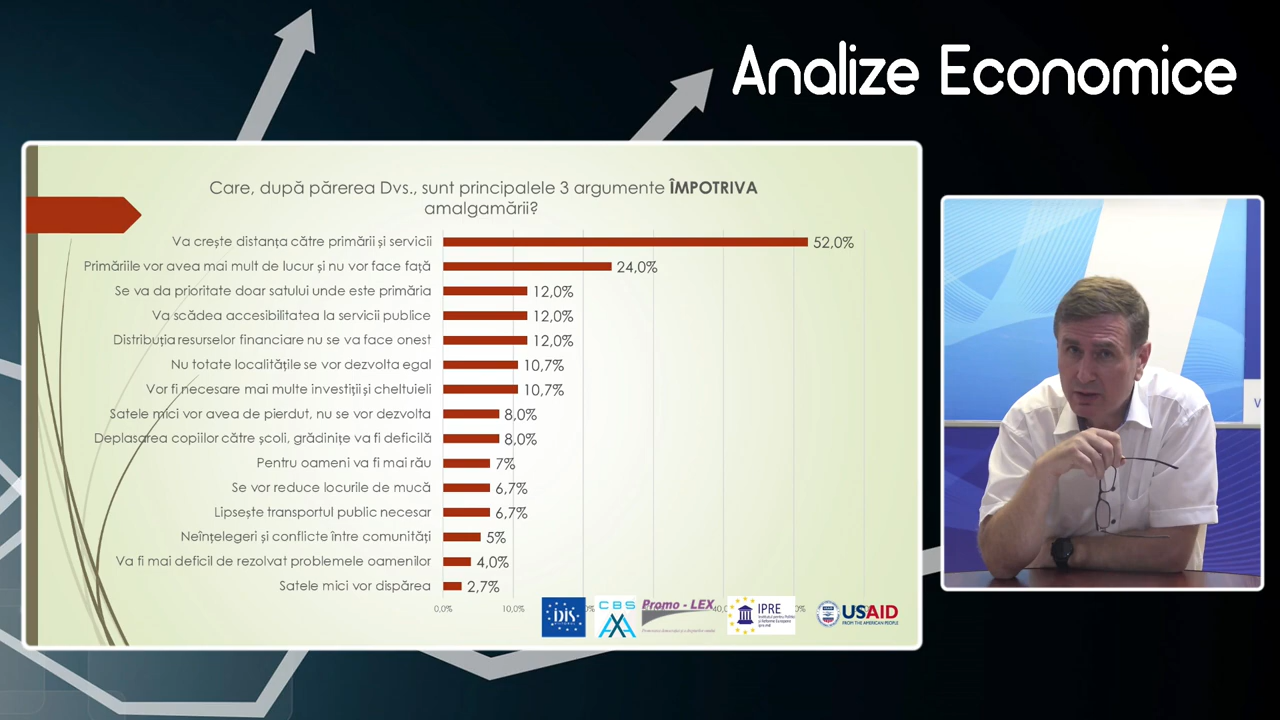 Analize Economice
Care, după părerea Dvs., sunt principalele 3 argumente ÎMPOTRIVA
amalgamării?
Va crește distanța către primării și servicii 52,0%
Primăriile vor avea mai mult de lucur și nu vor face față 24,0%
Se va da prioritate doar satului unde este primăria 12,0%
Va scădea accesibilitatea la servicii publice 12,0%
Distribuția resurselor financiare nu se va face onest 12,0%
Nu totate localitățile se vor dezvolta egal 10,7%
Vor fi necesare mai multe investiții și cheltuieli 10,7%
Satele mici vor avea de pierdut, nu se vor dezvolta 8,0%
Deplasarea copiilor către școli, grădinițe va fi deficilă 8,0%
Pentru oameni va fi mai rău 7%
Se vor reduce locurile de mucă 6,7%
Lipsește transportul public necesar 6,7%
Neînțelegeri și conflicte între comunități 5%
Va fi mai deficil de rezolvat problemele oamenilor 4,0%
Satele mici vor dispărea 2,7%
0,0% 10,0%
DIS
CBS
AXA
Promo - LEX
IPRE
USAID
FROM THE AMERICAN PEOPLE
V